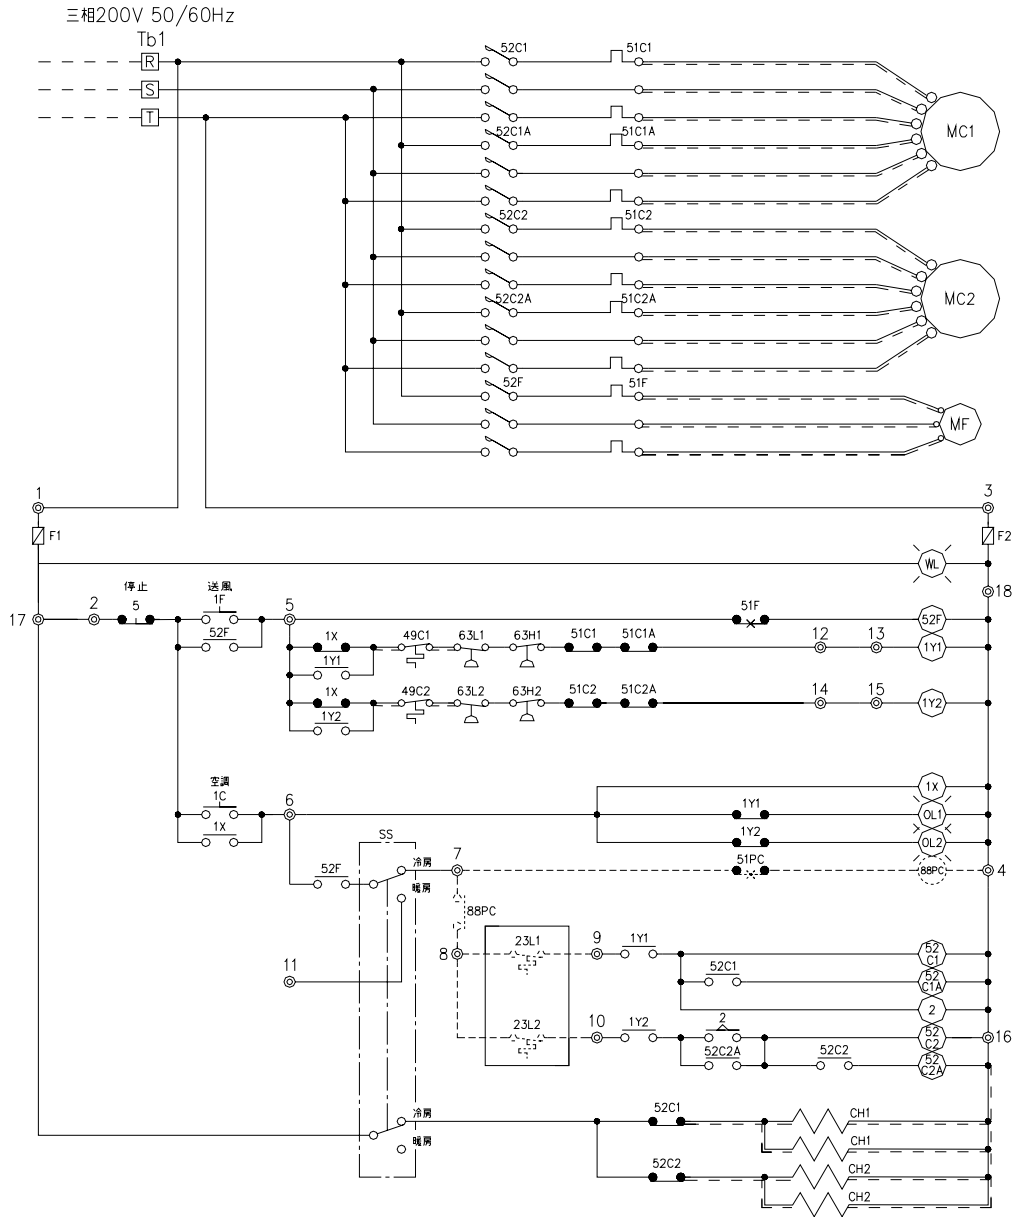 三相200V 50/60Hz
Tb1
R
S
T
52C1
51C1
MC1
52C1A
51C1A
52C2
51C2
MC2
52C2A
51C2A
52F
51F
MF
1
3
F1
F2
WL
18
停止
送風
17
2
5
1F
5
51F
52F
52F
1X
49C1
63L1
63H1
51C1
51C1A
12
13
1Y1
1Y1
1X
49C2
63L2
63H2
51C2
51C2A
14
15
1Y2
1Y2
空調
1C
6
1X
1X
1Y1
OL1
1Y2
OL2
SS
冷房
7
51PC
88PC
4
52F
暖房
88PC
11
8
23L1
9
1Y1
52
C1
52C1
52
C1A
2
23L2
10
1Y2
2
52
C2
16
52C2A
52C2
52
C2A
冷房
52C1
CH1
暖房
CH1
52C2
CH2
CH2